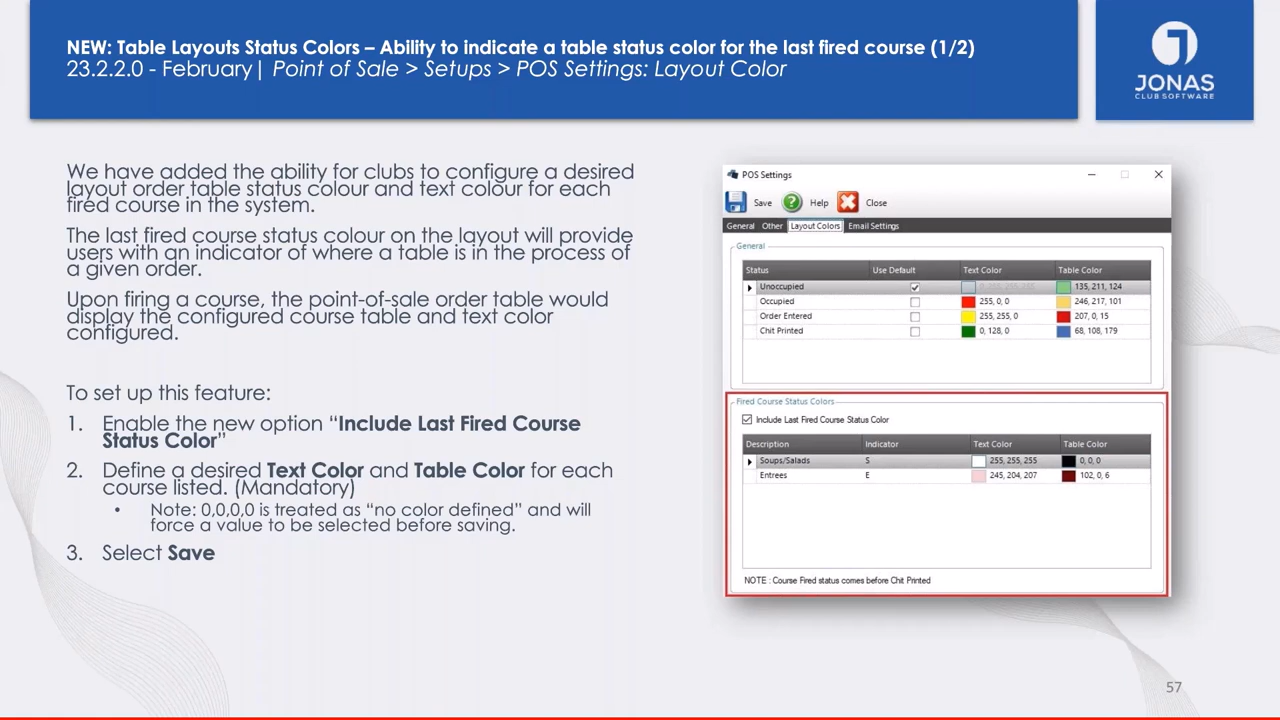 NEW: Table Layouts Status Colors – Ability to indicate a table status color for the last fired course (1/2)
23.2.2.0 - February| Point of Sale > Setups > POS Settings: Layout Color
JONAS
CLUB SOFTWARE
We have added the ability for clubs to configure a desired
layout order table status colour and text colour for each
fired course in the system.
The last fired course status colour on the layout will provide
users with an indicator of where a table is in the process of
a given order.
Upon firing a course, the point-of-sale order table would
display the configured course table and text color
configured.
To set up this feature:
1. Enable the new option “Include Last Fired Course
Status Color”
2. Define a desired Text Color and Table Color for each
course listed. (Mandatory)
• Note: 0,0,0,0 is treated as “no color defined” and will
force a value to be selected before saving.
3. Select Save
POS Settings
Save Help Close
General Other Layout Colors Email Settings
General
Status Use Default Text Color Table Color
Unoccupied 0, 255, 255, 255 135, 211, 124
Occupied 255, 0, 0 246, 217, 101
Order Entered 255, 255, 0 207, 0, 15
Chit Printed 0, 128, 0 68, 108, 179
Fired Course Status Colors
Include Last Fired Course Status Color
Description Indicator Text Color Table Color
Soups/Salads S 255, 255, 255 0, 0, 0
Entrees E 245, 204, 207 102, 0, 6
NOTE : Course Fired status comes before Chit Printed
57